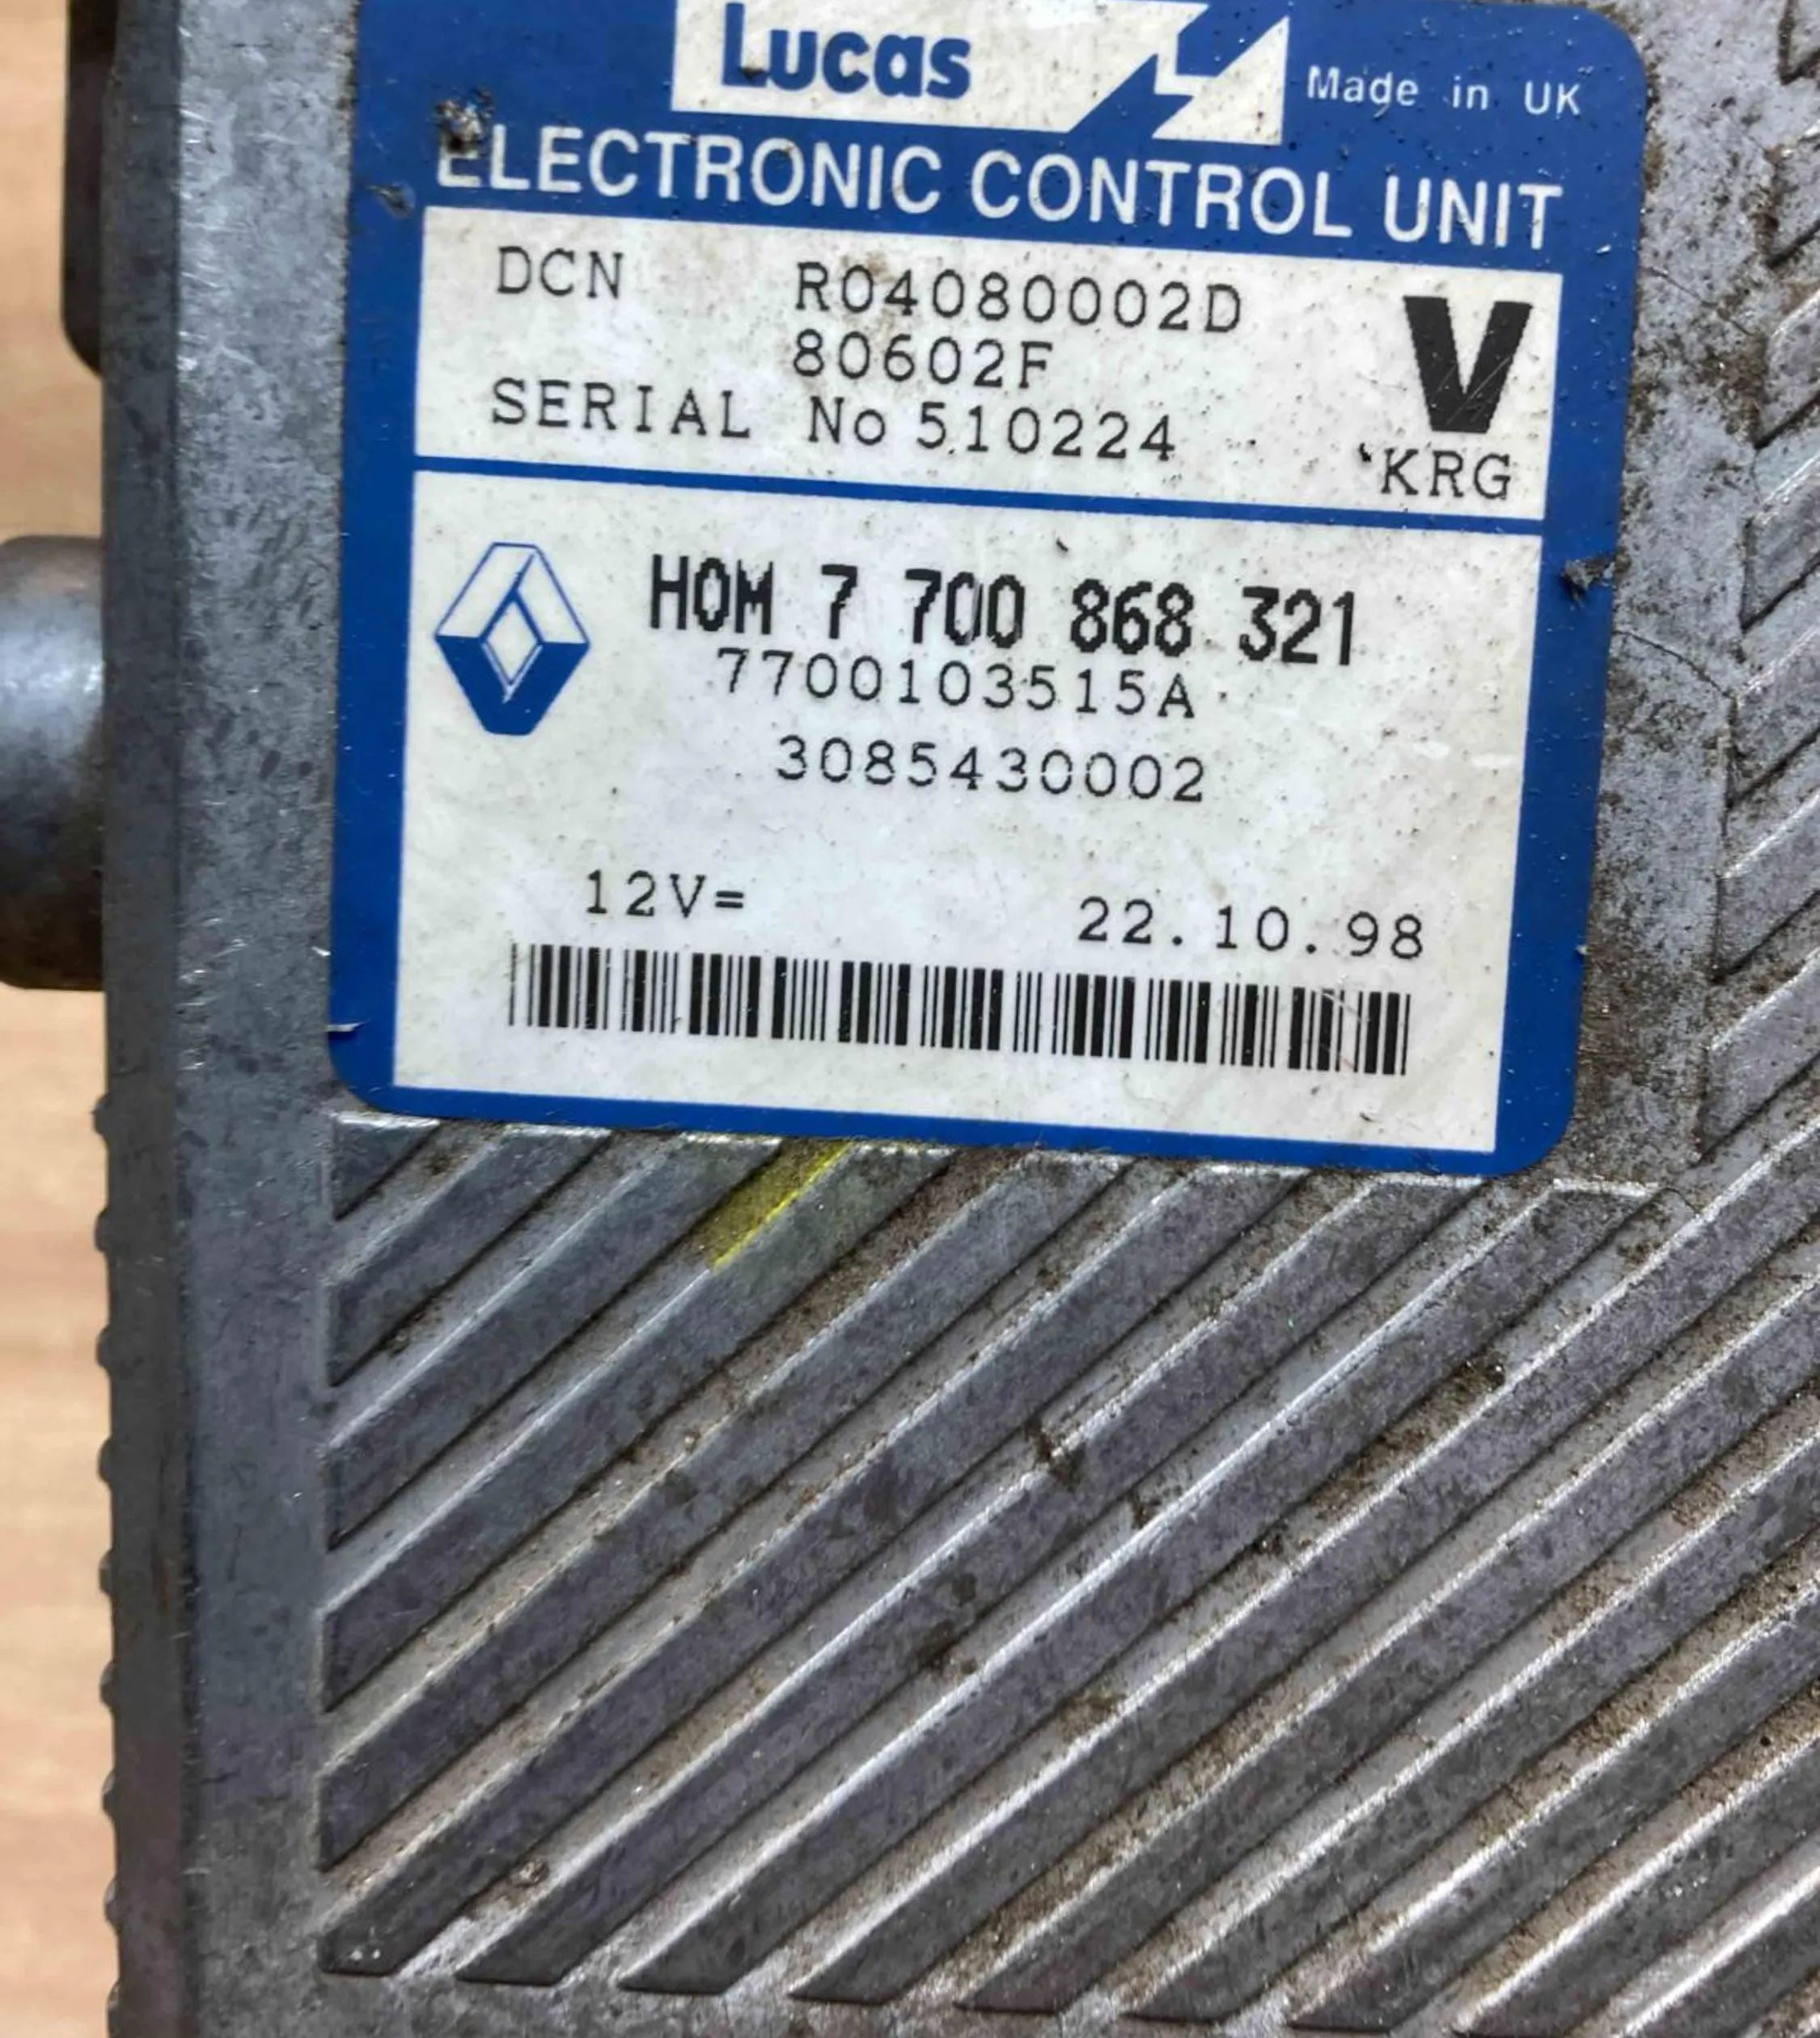 Lucas Made in UK
ELECTRONIC CONTROL UNIT
DCN R04080002D V
80602F
SERIAL No 510224 KRG
HOM 7 700 868 321
7700103515A
3085430002
12V= 22.10.98